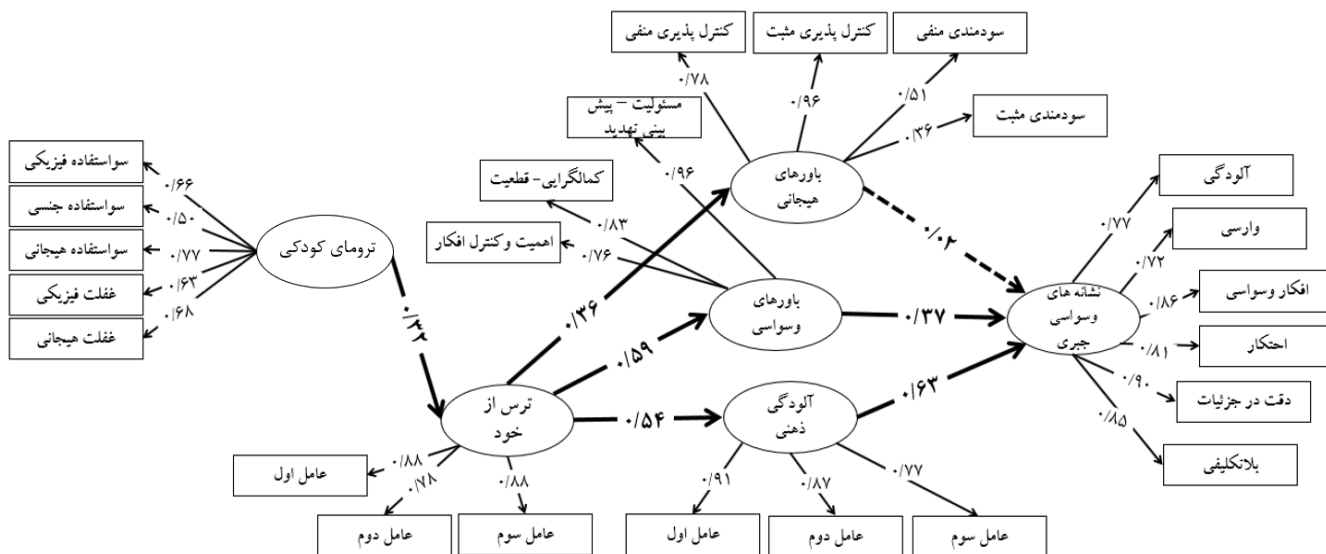 کنترل پذیری منفی
کنترل پذیری مثبت
سودمندی منفی
سودمندی مثبت
۰/۷۸
۰/۹۶
۰/۵۱
۰/۳۶
مسئولیت – پیش
بینی تهدید
کمالگرایی- قطعیت
اهمیت وکنترل افکار
۰/۹۶
۰/۸۳
۰/۷۶
باورهای
هیجانی
باورهای
وسواسی
سواستفاده فیزیکی
سواستفاده جنسی
سواستفاده هیجانی
غفلت فیزیکی
غفلت هیجانی
۰/۶۶
۰/۵۰
۰/۷۷
۰/۶۳
۰/۶۸
ترومای کودکی
۰/۳۲
۰/۳۶
۰/۵۹
۰/۵۴
۰/۰۲
۰/۳۷
۰/۶۳
ترس از
خود
آلودگی
ذهنی
نشانه های
وسواسی
جبری
آلودگی
وارسی
افکار وسواسی
احتکار
دقت در جزئیات
بلاتکلیفی
۰/۷۷
۰/۷۲
۰/۸۶
۰/۸۱
۰/۹۰
۰/۸۵
۰/۸۸
۰/۷۸
۰/۸۸
عامل اول
عامل دوم
عامل سوم
۰/۹۱
۰/۸۷
۰/۷۷
عامل اول
عامل دوم
عامل سوم